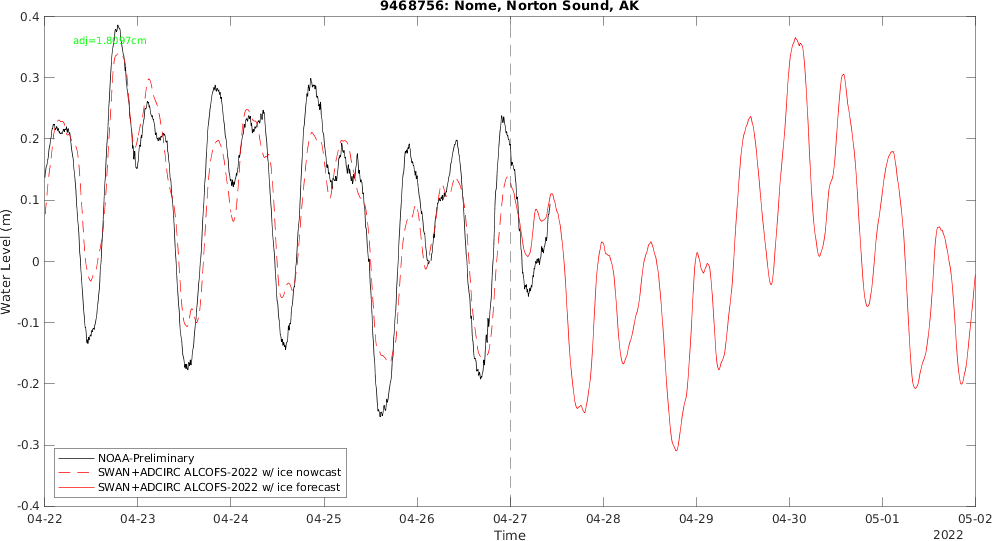 9468756: Nome, Norton Sound, AK
adj=1.8097cm
Water Level (m)
0.4
0.3
0.2
0.1
0
-0.1
-0.2
-0.3
-0.4
NOAA-Preliminary
SWAN+ADCIRC ALCOFS-2022 w/ ice nowcast
SWAN+ADCIRC ALCOFS-2022 w/ ice forecast
04-22 04-23 04-24 04-25 04-26 04-27 04-28 04-29 04-30 05-01 05-02
Time
2022